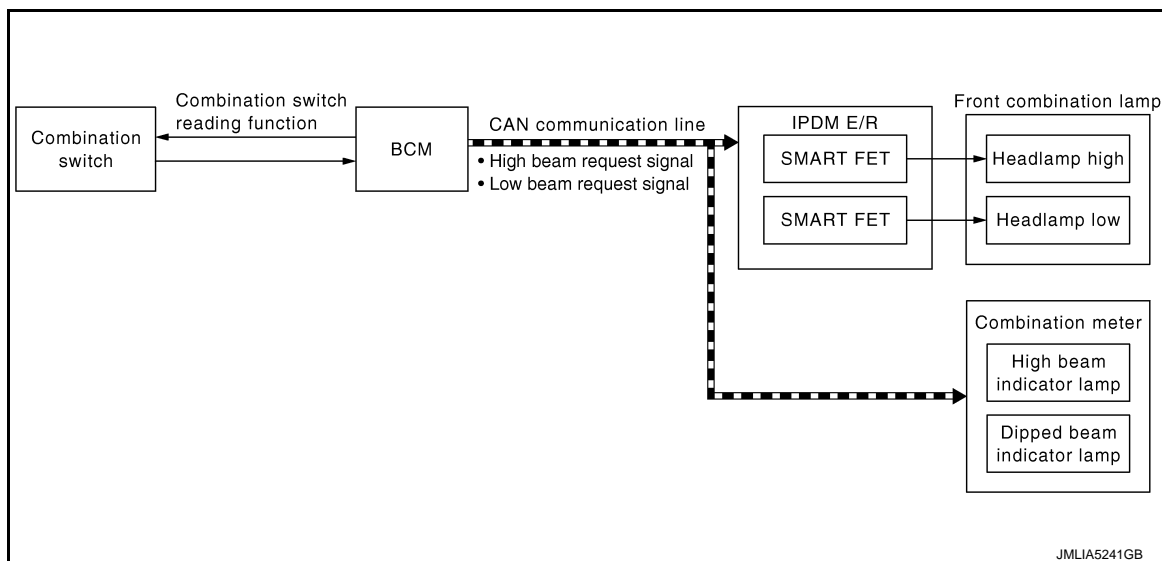 Combination
switch
Combination switch
reading function
BCM
CAN communication line
• High beam request signal
• Low beam request signal
IPDM E/R
SMART FET
SMART FET
Front combination lamp
Headlamp high
Headlamp low
Combination meter
High beam
indicator lamp
Dipped beam
indicator lamp
JMLIA5241GB